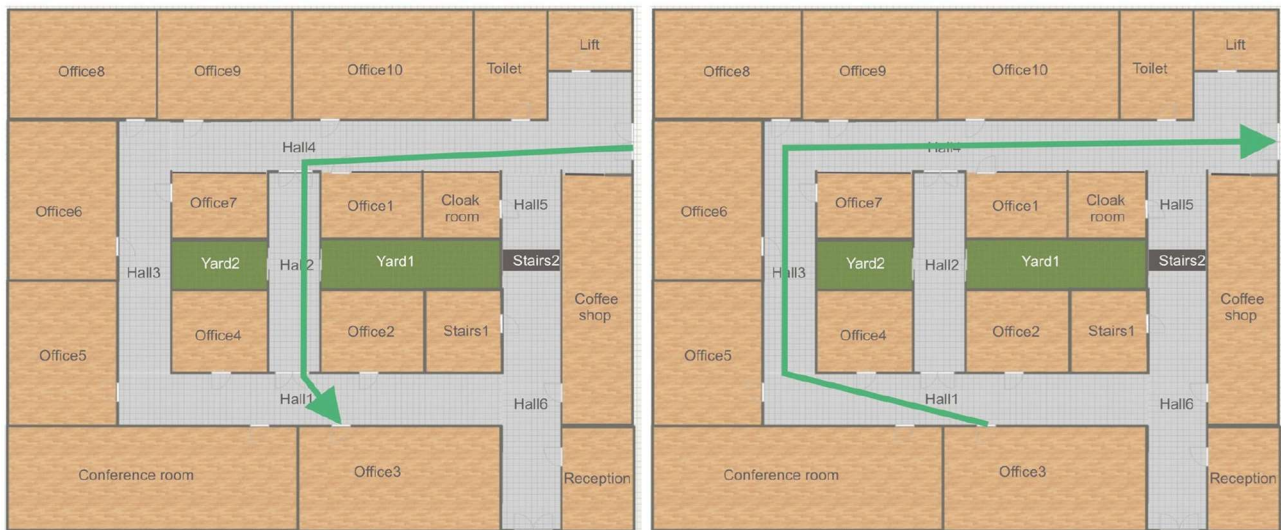 Lift
Office8
Office9
Office10
Toilet
Hall4
Office6
Office7
Office1
Cloak
room
Hall5
Hall3
Yard2
Hall2
Yard1
Stairs2
Coffee
shop
Office5
Office4
Office2
Stairs1
Hall1
Hall6
Conference room
Office3
Reception
Lift
Office8
Office9
Office10
Toilet
Hall4
Office6
Office7
Office1
Cloak
room
Hall5
Hall3
Yard2
Hall2
Yard1
Stairs2
Coffee
shop
Office5
Office4
Office2
Stairs1
Hall1
Hall6
Conference room
Office3
Reception